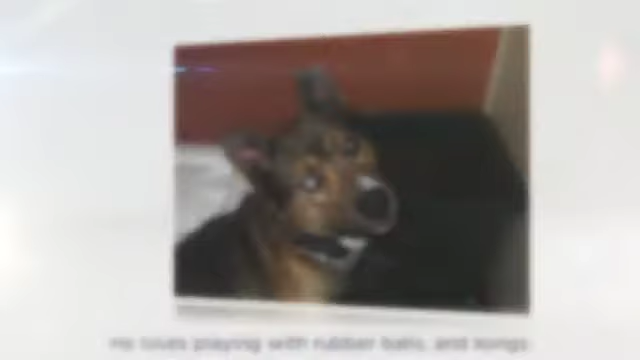 He loves playing with rubber balls, and kongs.